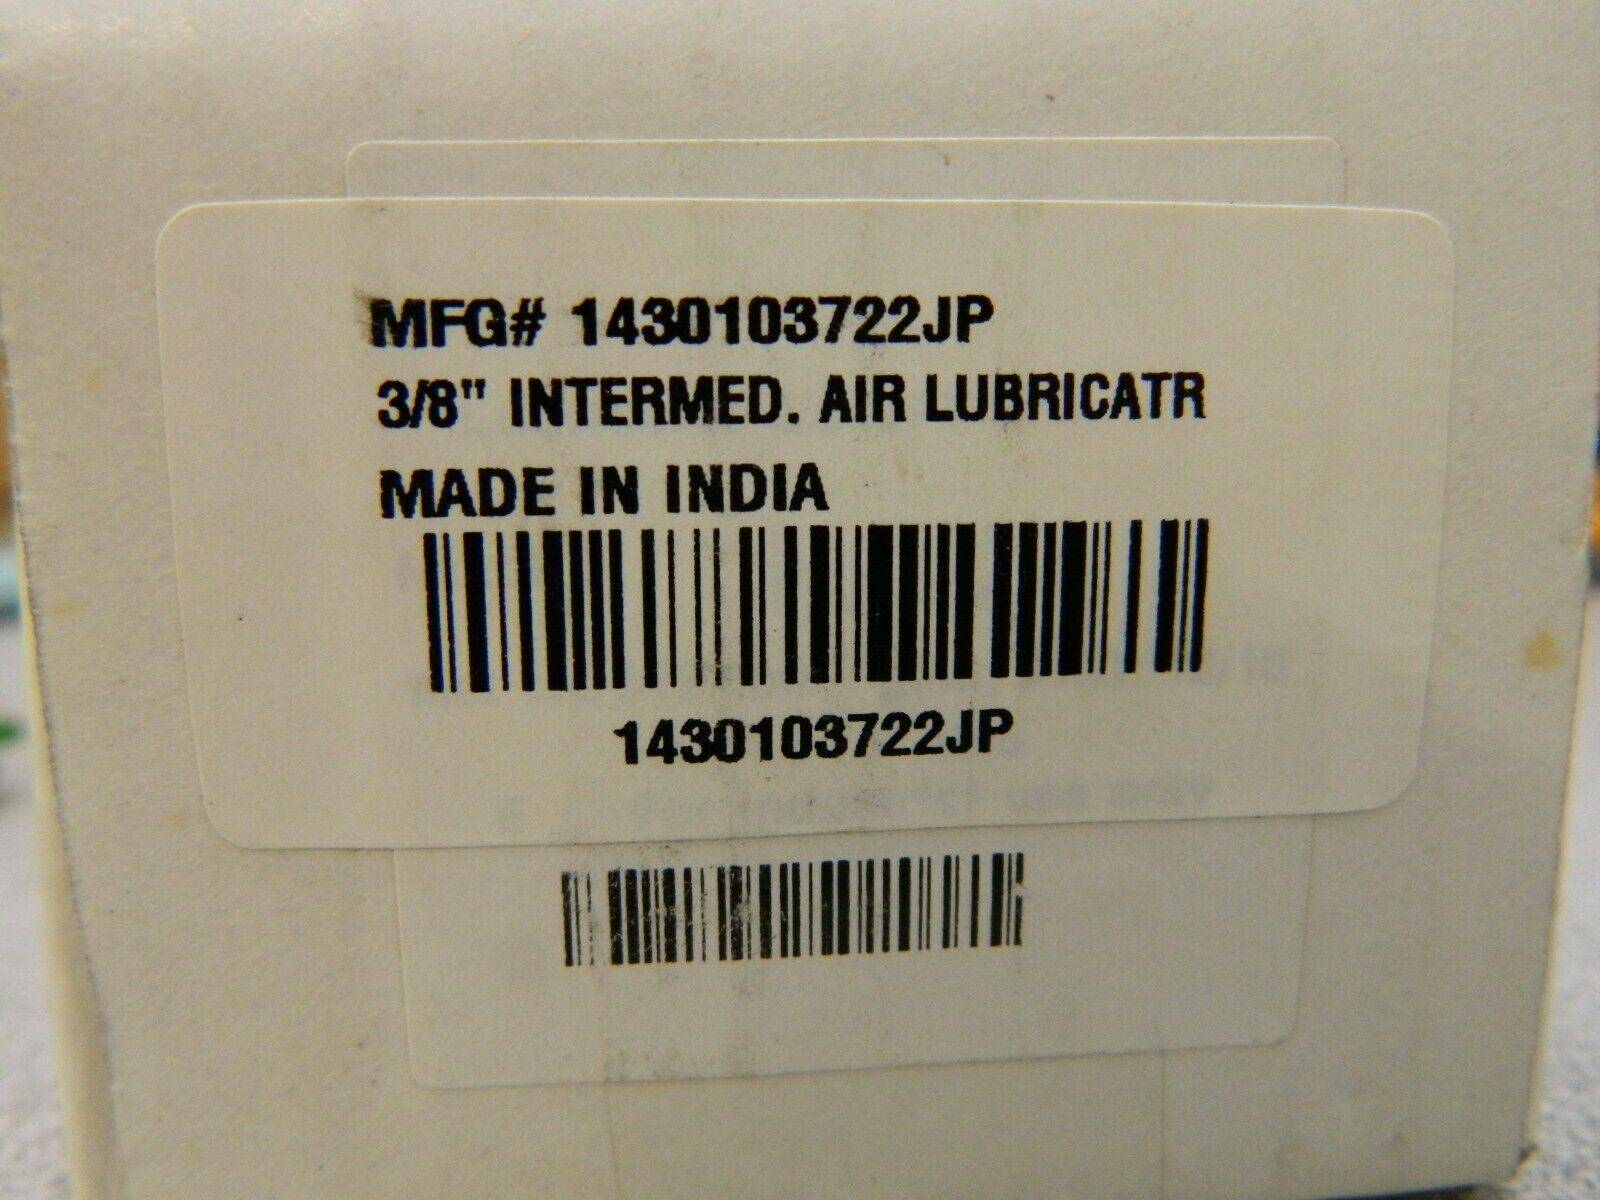 MFG# 1430103722JP
3/8" INTERMED. AIR LUBRICATR
MADE IN INDIA
1430103722JP